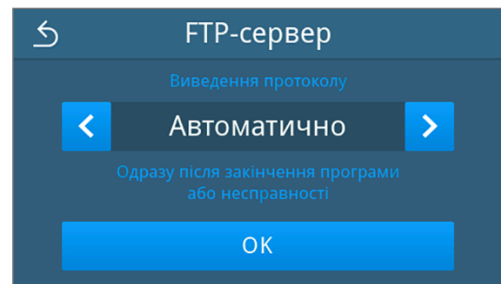 FTP-сервер
Виведення протоколу
Автоматично
Одразу після закінчення програми
або несправності
OK